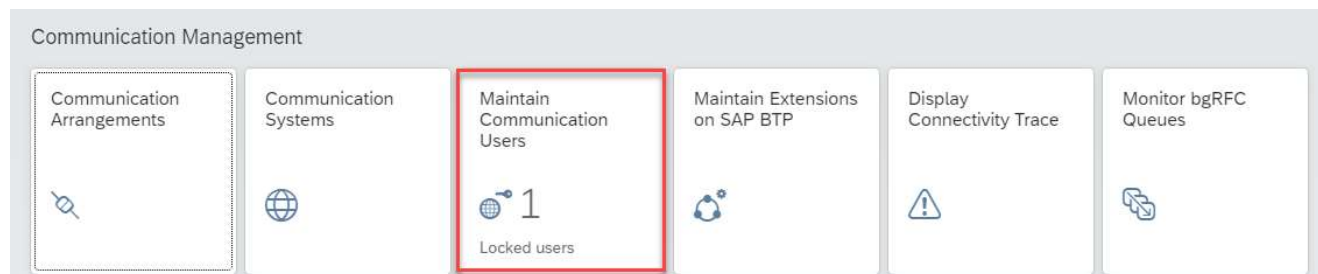 Communication Management
Communication
Arrangements
Communication
Systems
Maintain
Communication
Users
1
Locked users
Maintain Extensions
on SAP BTP
Display
Connectivity Trace
Monitor bgRFC
Queues